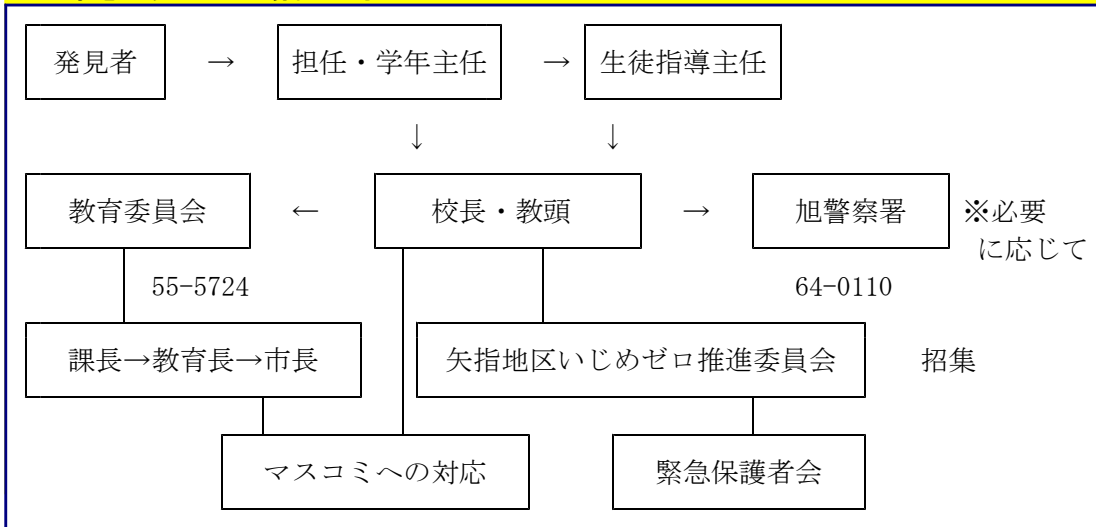 発見者 → 担任・学年主任 → 生徒指導主任
↓ ↓
教育委員会 ← 校長・教頭 → 旭警察署 ※必要
に応じて
55-5724 64-0110
課長→教育長→市長 矢指地区いじめゼロ推進委員会 招集
マスコミへの対応 緊急保護者会